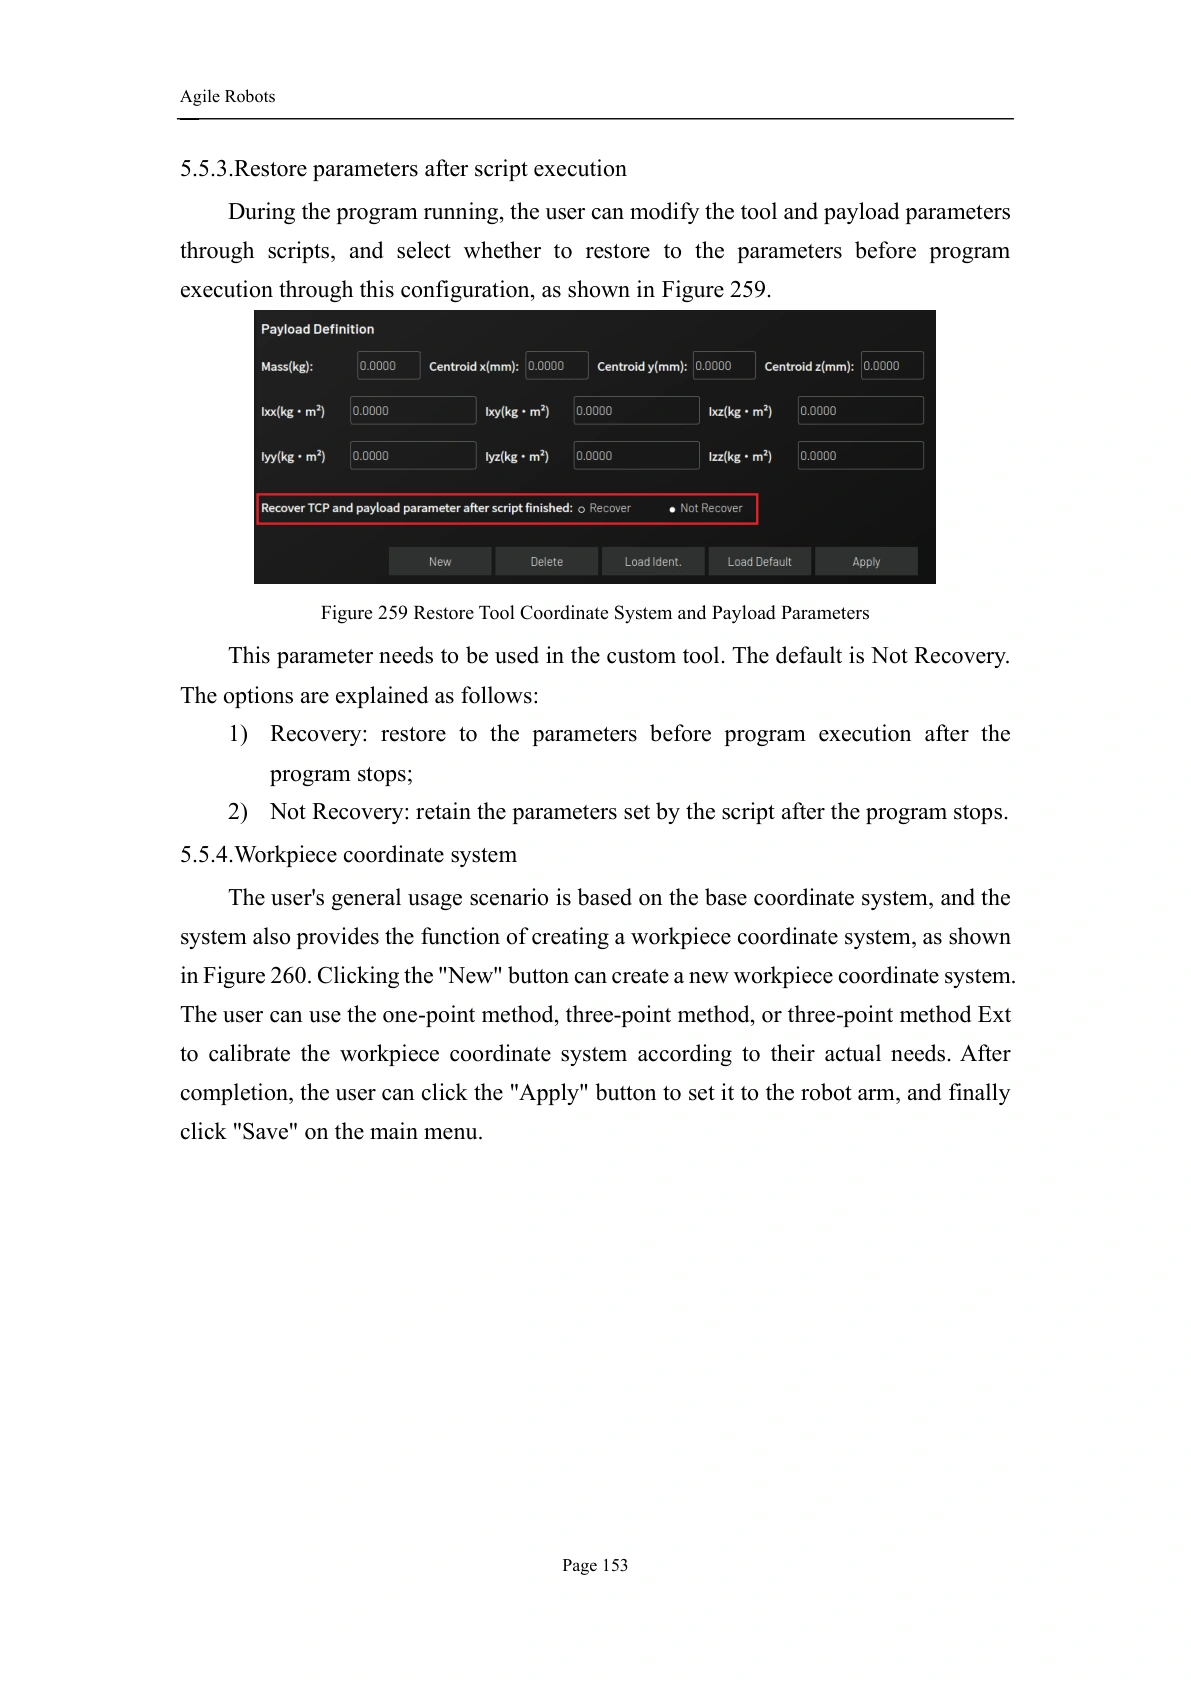 Agile Robots
5.5.3.Restore parameters after script execution
During the program running, the user can modify the tool and payload parameters
through scripts, and select whether to restore to the parameters before program
execution through this configuration, as shown in Figure 259.
Payload Definition
Mass(kg): 0.0000 Centroid x(mm): 0.0000 Centroid y(mm): 0.0000 Centroid z(mm): 0.0000
Ixx(kg·m²) 0.0000 Ixy(kg·m²) 0.0000 Ixz(kg·m²) 0.0000
Iyy(kg·m²) 0.0000 Iyz(kg·m²) 0.0000 Izz(kg·m²) 0.0000
Recover TCP and payload parameter after script finished: Recover Not Recover
New Delete Load Ident. Load Default Apply
Figure 259 Restore Tool Coordinate System and Payload Parameters
This parameter needs to be used in the custom tool. The default is Not Recovery.
The options are explained as follows:
1) Recovery: restore to the parameters before program execution after the
program stops;
2) Not Recovery: retain the parameters set by the script after the program stops.
5.5.4.Workpiece coordinate system
The user's general usage scenario is based on the base coordinate system, and the
system also provides the function of creating a workpiece coordinate system, as shown
in Figure 260. Clicking the "New" button can create a new workpiece coordinate system.
The user can use the one-point method, three-point method, or three-point method Ext
to calibrate the workpiece coordinate system according to their actual needs. After
completion, the user can click the "Apply" button to set it to the robot arm, and finally
click "Save" on the main menu.
Page 153